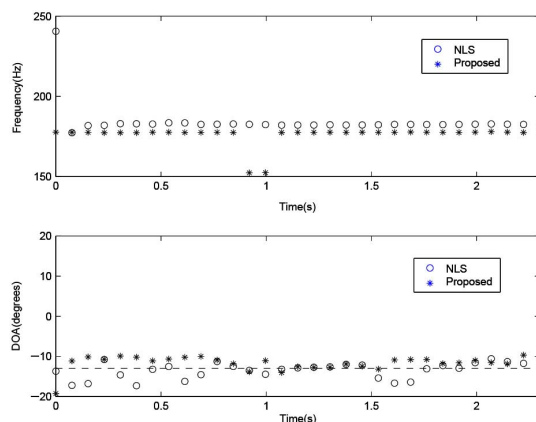 250
200
150
Frequency(Hz)
NLS
Proposed
0
0.5
1
1.5
2
Time(s)
20
10
0
−10
−20
DOA(degrees)
NLS
Proposed
0
0.5
1
1.5
2
Time(s)